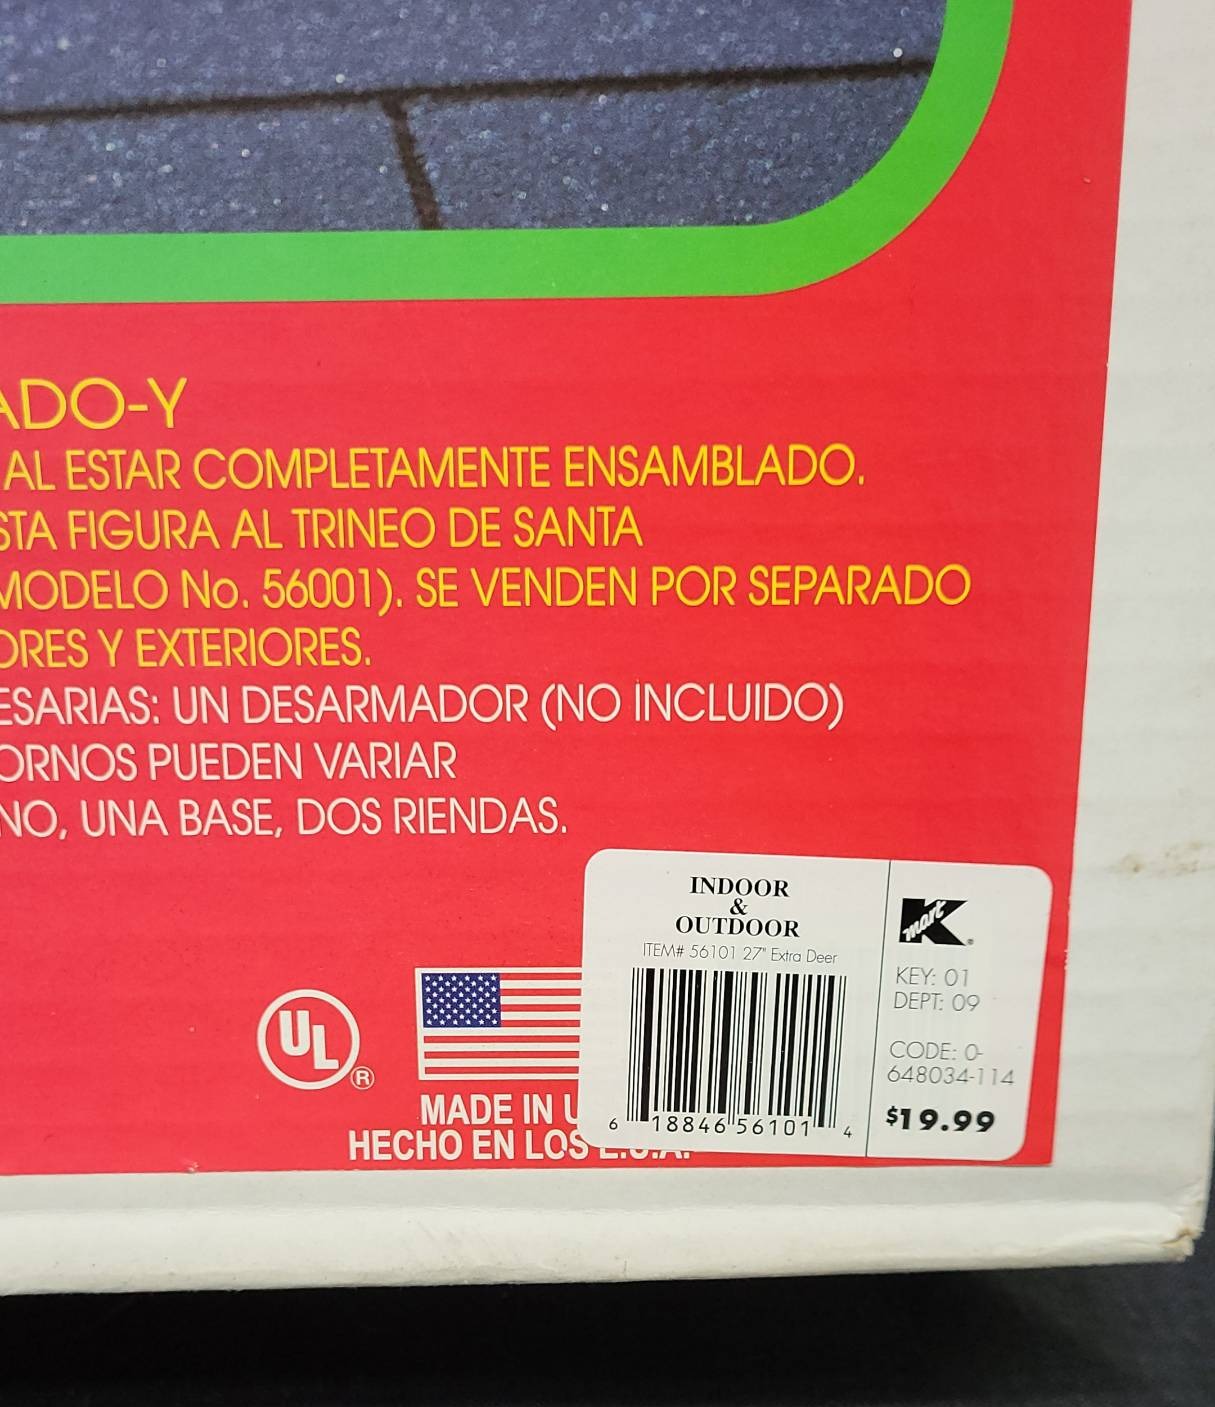 ADO-Y
AL ESTAR COMPLETAMENTE ENSAMBLADO.
STA FIGURA AL TRINEO DE SANTA
MODELO No. 56001). SE VENDEN POR SEPARADO
ORES Y EXTERIORES.
ESARIAS: UN DESARMADOR (NO INCLUIDO)
ORNOS PUEDEN VARIAR
NO, UNA BASE, DOS RIENDAS.
UL ®
MADE IN U
HECHO EN LOS E.U.A.
INDOOR
&
OUTDOOR
ITEM# 56101 27" Extra Deer
6 18846 56101 4
Kmart®
KEY: 01
DEPT: 09
CODE: 0-
648034-114
$19.99